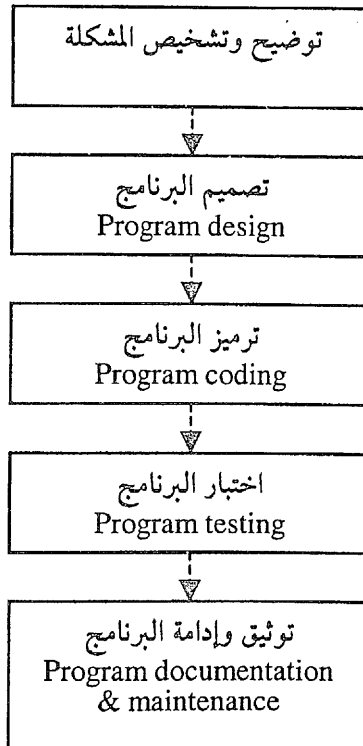 توضيح وتشخيص المشكلة
تصميم البرنامج
Program design
ترميز البرنامج
Program coding
اختبار البرنامج
Program testing
توثيق وإدامة البرنامج
Program documentation
& maintenance